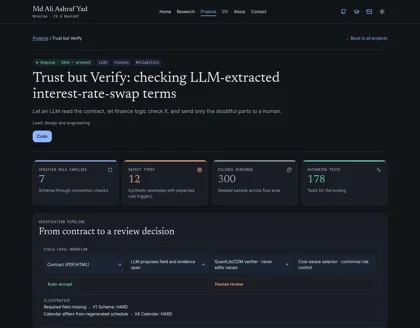 Md Ali Ashraf Yad
Home Research Projects CV About Contact
Projects / Trust but Verify
← Back to all projects
Ongoing · 2026 – present LLMs Finance Reliability
Trust but Verify: checking LLM-extracted
interest-rate-swap terms
Let an LLM read the contract, let finance logic check it, and send only the doubtful parts to a human.
Lead: design and engineering
Code
VERIFIER RULE FAMILIES
7
Schema through convention checks
DEFECT TYPES
12
Synthetic examples with expected
rule triggers
FILINGS SCREENED
300
Seeded sample across four eras
AUTOMATED TESTS
178
Tests for the tooling
VERIFICATION PIPELINE
From contract to a review decision
FIELD-LEVEL WORKFLOW
Contract (PDF/HTML) →
LLM proposes field and evidence
span →
QuantLib/CDM verifier · never
edits values →
Cost-aware selector · conformal risk
control
Auto-accept
Human review
ILLUSTRATIVE
Required field missing → V1 Schema: HARD
Calendar differs from regenerated schedule → V4 Calendar: HARD